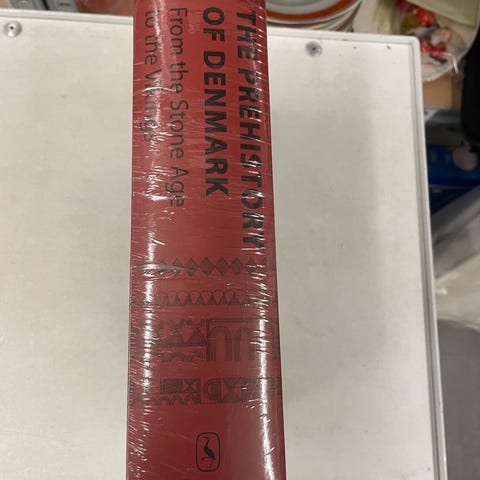 THE PREHISTORY
OF DENMARK
From the Stone Age
to the Vikings